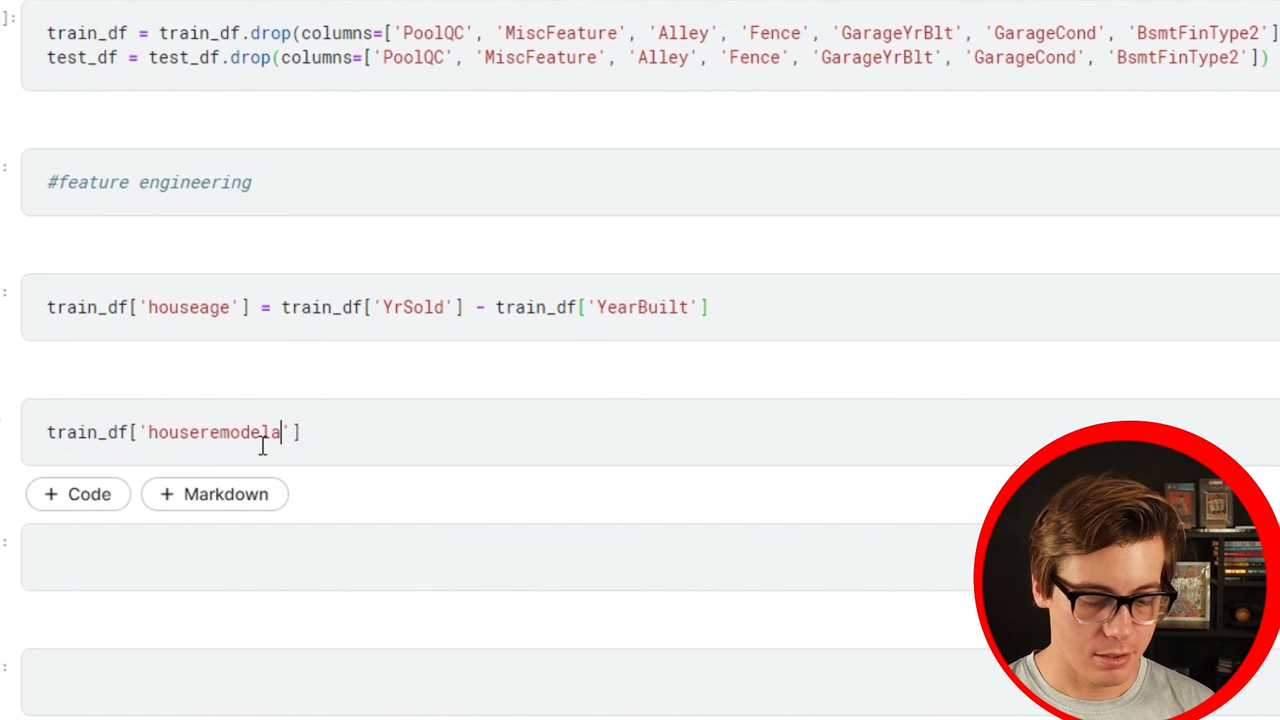 ]:
train_df = train_df.drop(columns=['PoolQC', 'MiscFeature', 'Alley', 'Fence', 'GarageYrBlt', 'GarageCond', 'BsmtFinType2']
test_df = test_df.drop(columns=['PoolQC', 'MiscFeature', 'Alley', 'Fence', 'GarageYrBlt', 'GarageCond', 'BsmtFinType2'])
:
#feature engineering
:
train_df['houseage'] = train_df['YrSold'] - train_df['YearBuilt']
train_df['houseremodela']
+ Code + Markdown
:
: